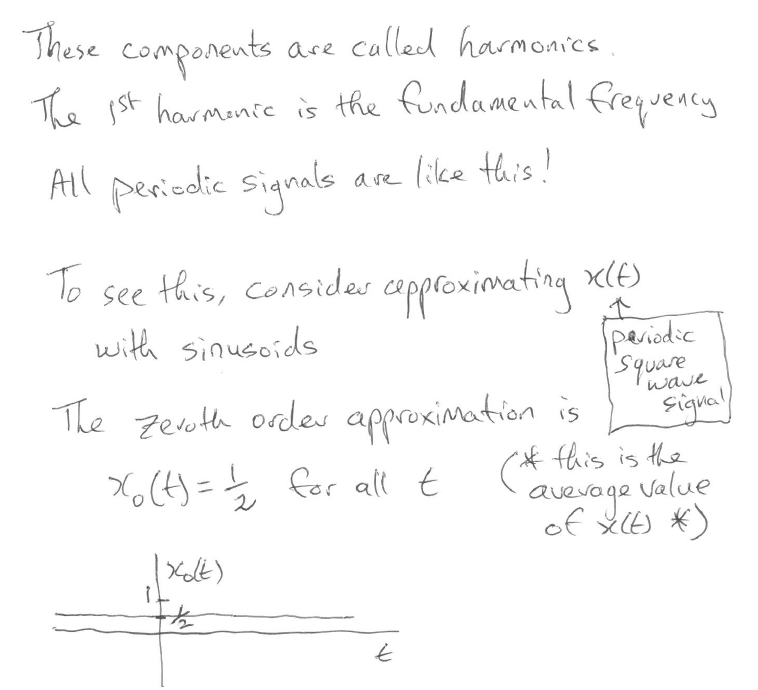 These components are called harmonics.
The 1st harmonic is the fundamental frequency
All periodic signals are like this!
To see this, consider approximating x(t)
with sinusoids
↑
periodic
square
wave
signal
The zeroth order approximation is
x₀(t) = 1/2 for all t
(* this is the
average value
of x(t) *)
x₀(t)
1
1/2
t